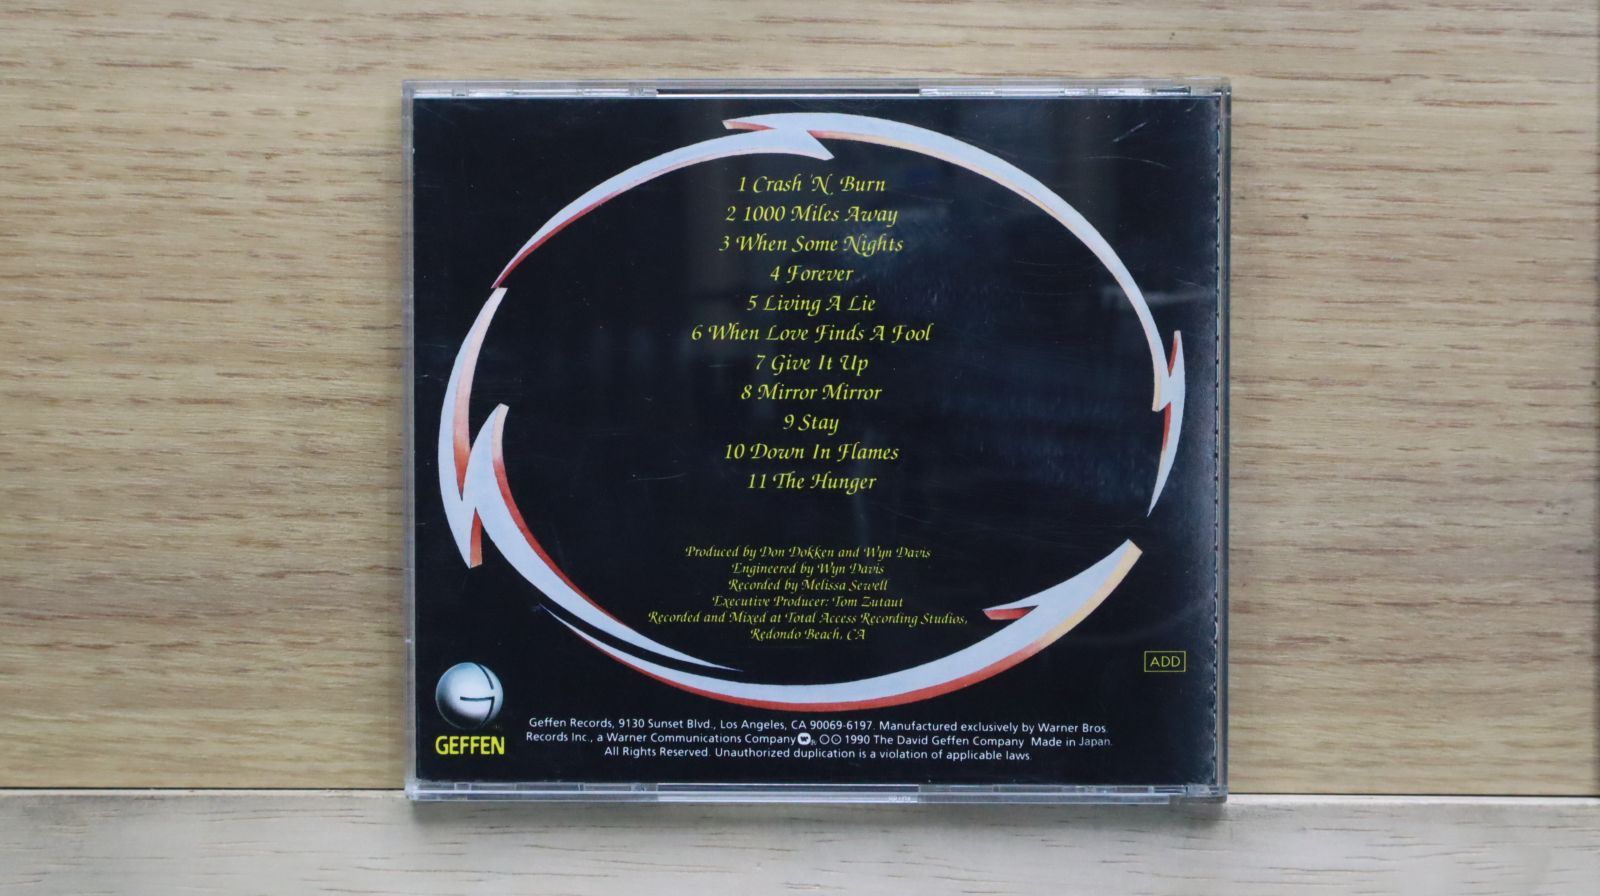 1 Crash 'N' Burn
2 1000 Miles Away
3 When Some Nights
4 Forever
5 Living A Lie
6 When Love Finds A Fool
7 Give It Up
8 Mirror Mirror
9 Stay
10 Down In Flames
11 The Hunger
Produced by Don Dokken and Wyn Davis
Engineered by Wyn Davis
Recorded by Melissa Sewell
Executive Producer: Tom Zutaut
Recorded and Mixed at Total Access Recording Studios,
Redondo Beach, CA
ADD
GEFFEN
Geffen Records, 9130 Sunset Blvd., Los Angeles, CA 90069-6197. Manufactured exclusively by Warner Bros.
Records Inc., a Warner Communications Company ® ℗© 1990 The David Geffen Company Made in Japan.
All Rights Reserved. Unauthorized duplication is a violation of applicable laws.